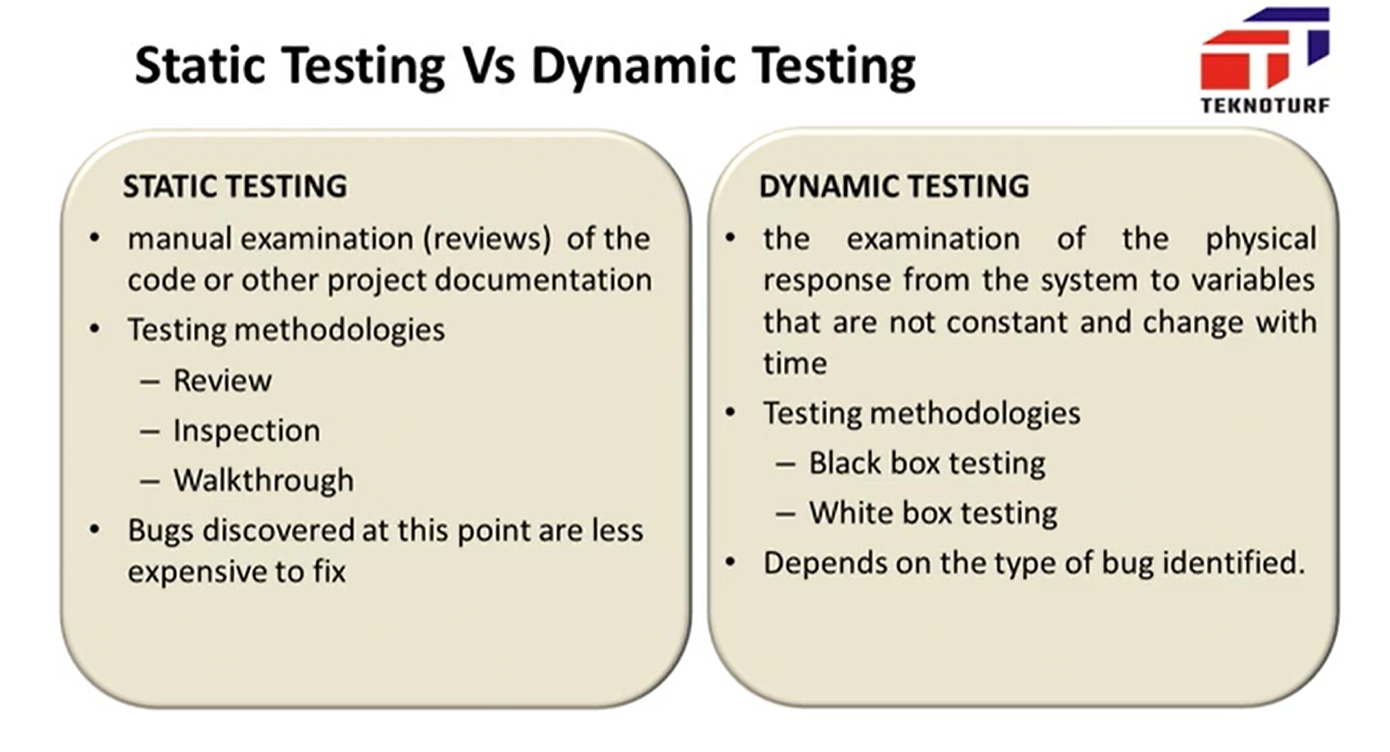 Static Testing Vs Dynamic Testing
TEKNOTURF
STATIC TESTING
• manual examination (reviews) of the
code or other project documentation
• Testing methodologies
– Review
– Inspection
– Walkthrough
• Bugs discovered at this point are less
expensive to fix
DYNAMIC TESTING
• the examination of the physical
response from the system to variables
that are not constant and change with
time
• Testing methodologies
– Black box testing
– White box testing
• Depends on the type of bug identified.